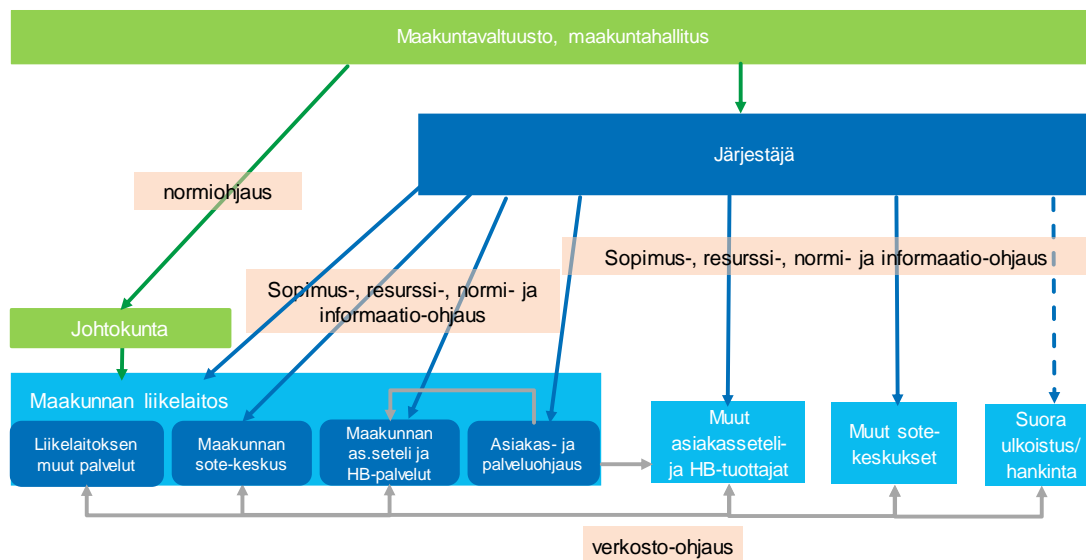 Maakuntavaltuusto, maakuntahallitus
Järjestäjä
normiohjaus
Sopimus-, resurssi-, normi- ja informaatio-ohjaus
Sopimus-, resurssi-, normi- ja
informaatio-ohjaus
Johtokunta
Maakunnan liikelaitos
Liikelaitoksen
muut palvelut
Maakunnan
sote-keskus
Maakunnan
as.seteli ja
HB-palvelut
Asiakas- ja
palveluohjaus
Muut
asiakasseteli-
ja HB-tuottajat
Muut sote-
keskukset
Suora
ulkoistus/
hankinta
verkosto-ohjaus